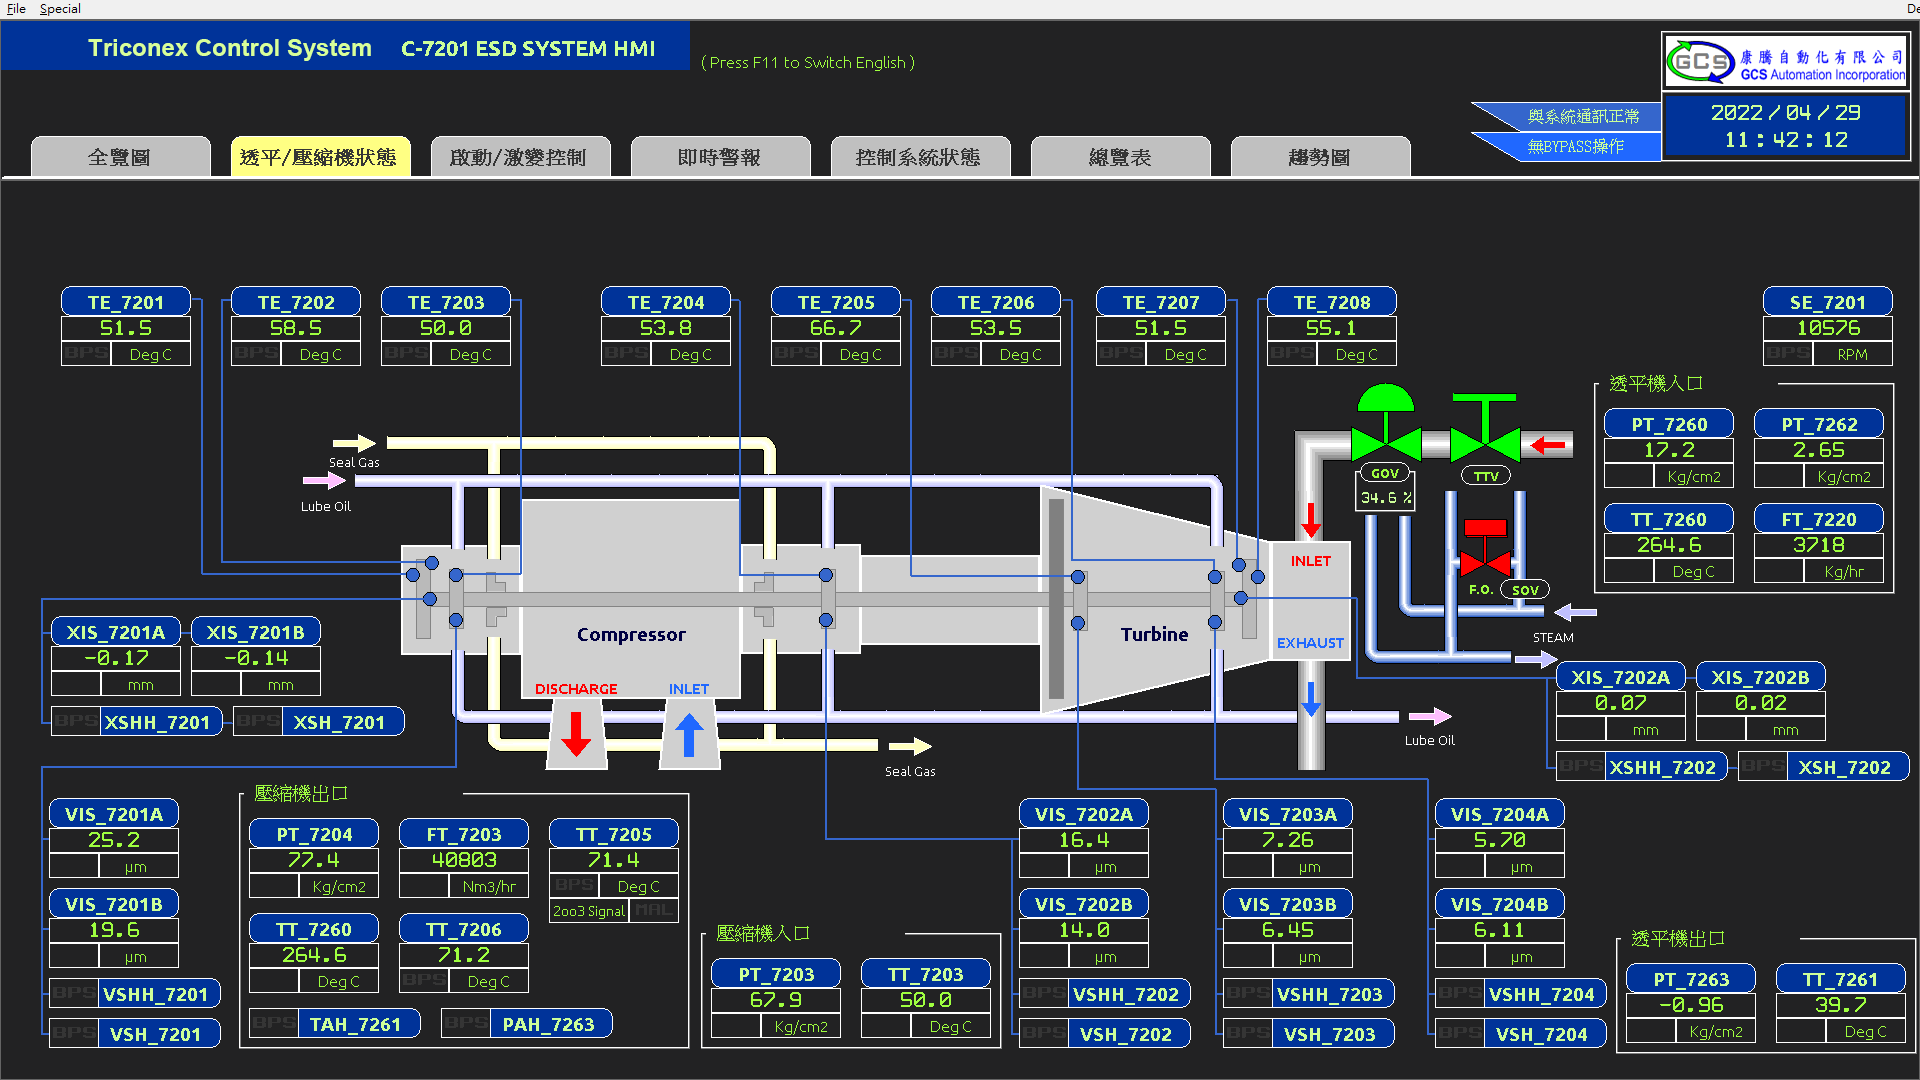 File Special
De
Triconex Control System C-7201 ESD SYSTEM HMI
( Press F11 to Switch English )
GCS 康騰自動化有限公司
GCS Automation Incorporation
與系統通訊正常
無BYPASS操作
2022/04/29
11:42:12
全覽圖
透平/壓縮機狀態
啟動/激變控制
即時警報
控制系統狀態
總覽表
趨勢圖
TE_7201
51.5
BPS Deg C
TE_7202
58.5
BPS Deg C
TE_7203
50.0
BPS Deg C
TE_7204
53.8
BPS Deg C
TE_7205
66.7
BPS Deg C
TE_7206
53.5
BPS Deg C
TE_7207
51.5
BPS Deg C
TE_7208
55.1
BPS Deg C
SE_7201
10576
BPS RPM
透平機入口
PT_7260
17.2
Kg/cm2
PT_7262
2.65
Kg/cm2
TT_7260
264.6
Deg C
FT_7220
3718
Kg/hr
Seal Gas
Lube Oil
GOV
34.6 %
TTV
F.O.
SOV
STEAM
INLET
EXHAUST
Compressor
Turbine
DISCHARGE
INLET
Lube Oil
Seal Gas
XIS_7201A
-0.17
mm
XIS_7201B
-0.14
mm
BPS XSHH_7201
BPS XSH_7201
XIS_7202A
0.07
mm
XIS_7202B
0.02
mm
BPS XSHH_7202
BPS XSH_7202
VIS_7201A
25.2
µm
VIS_7201B
19.6
µm
BPS VSHH_7201
BPS VSH_7201
壓縮機出口
PT_7204
77.4
Kg/cm2
FT_7203
40803
Nm3/hr
TT_7205
71.4
BPS Deg C
2oo3 Signal MAL
TT_7260
264.6
Deg C
TT_7206
71.2
BPS Deg C
BPS TAH_7261
BPS PAH_7263
壓縮機入口
PT_7203
67.9
Kg/cm2
TT_7203
50.0
Deg C
VIS_7202A
16.4
µm
VIS_7202B
14.0
µm
BPS VSHH_7202
BPS VSH_7202
VIS_7203A
7.26
µm
VIS_7203B
6.45
µm
BPS VSHH_7203
BPS VSH_7203
VIS_7204A
5.70
µm
VIS_7204B
6.11
µm
BPS VSHH_7204
BPS VSH_7204
透平機出口
PT_7263
-0.96
Kg/cm2
TT_7261
39.7
Deg C